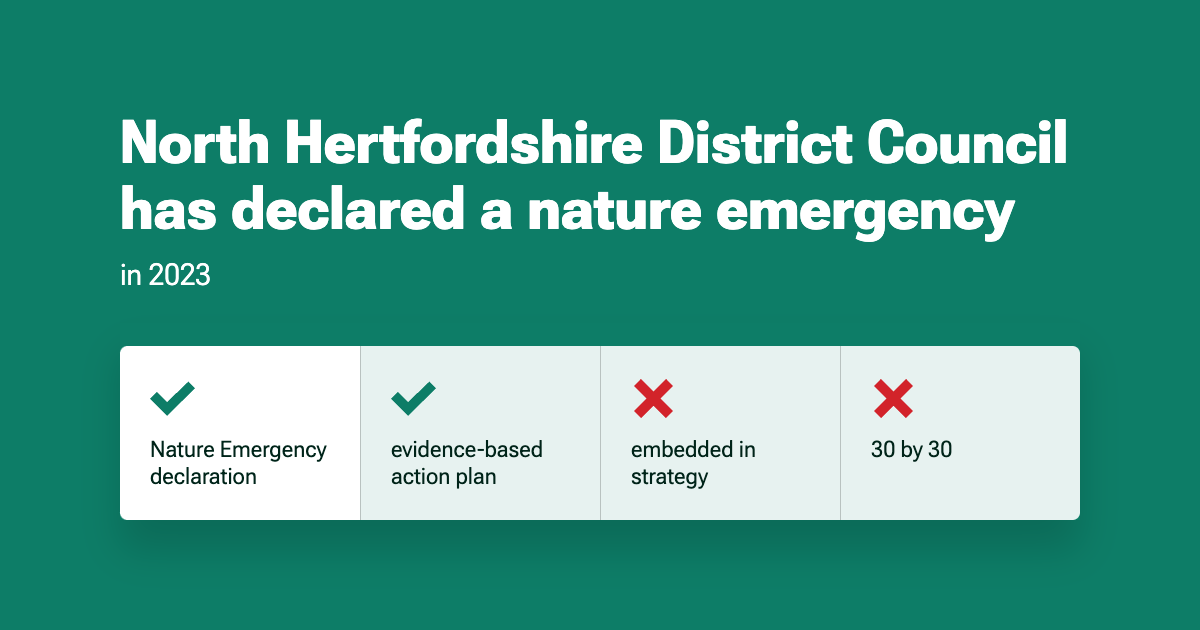 North Hertfordshire District Council
has declared a nature emergency
in 2023
Nature Emergency
declaration
evidence-based
action plan
embedded in
strategy
30 by 30